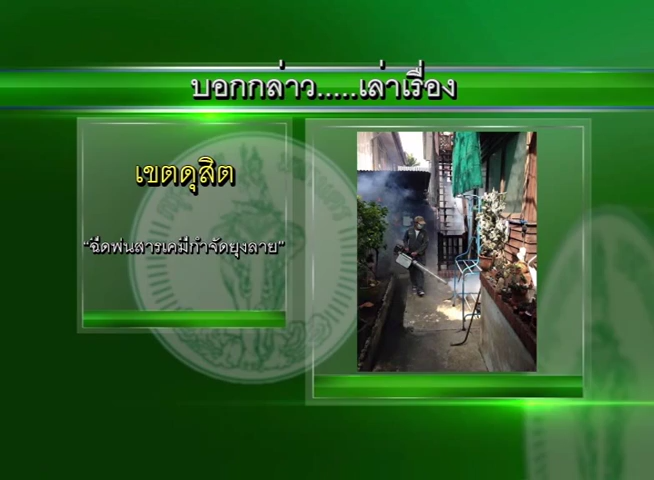 บอกกล่าว.....เล่าเรื่อง
เขตดุสิต
“ฉีดพ่นสารเคมีกำจัดยุงลาย”